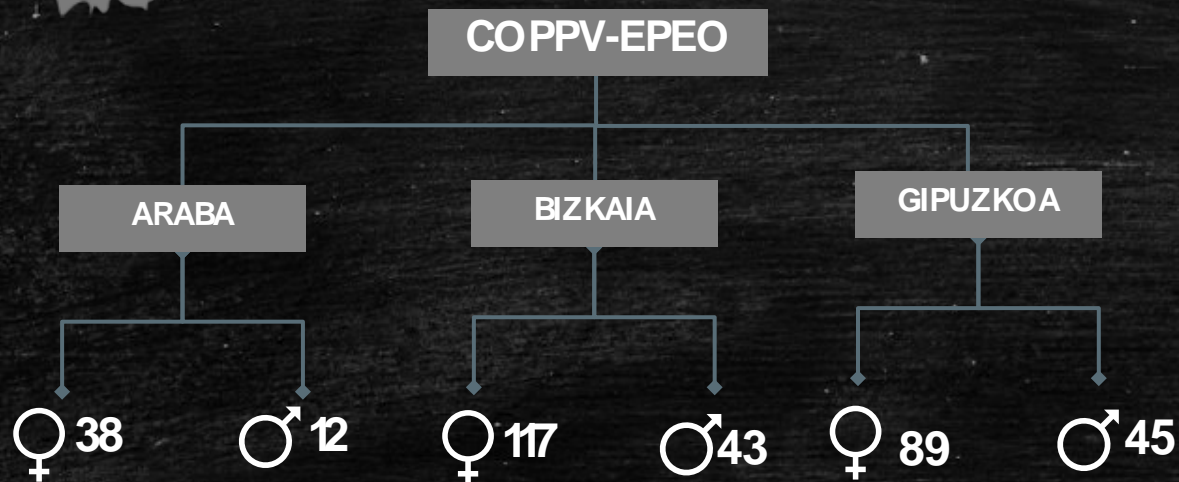 COPPV-EPEO
ARABA
BIZKAIA
GIPUZKOA
♀ 38
♂ 12
♀ 117
♂ 43
♀ 89
♂ 45